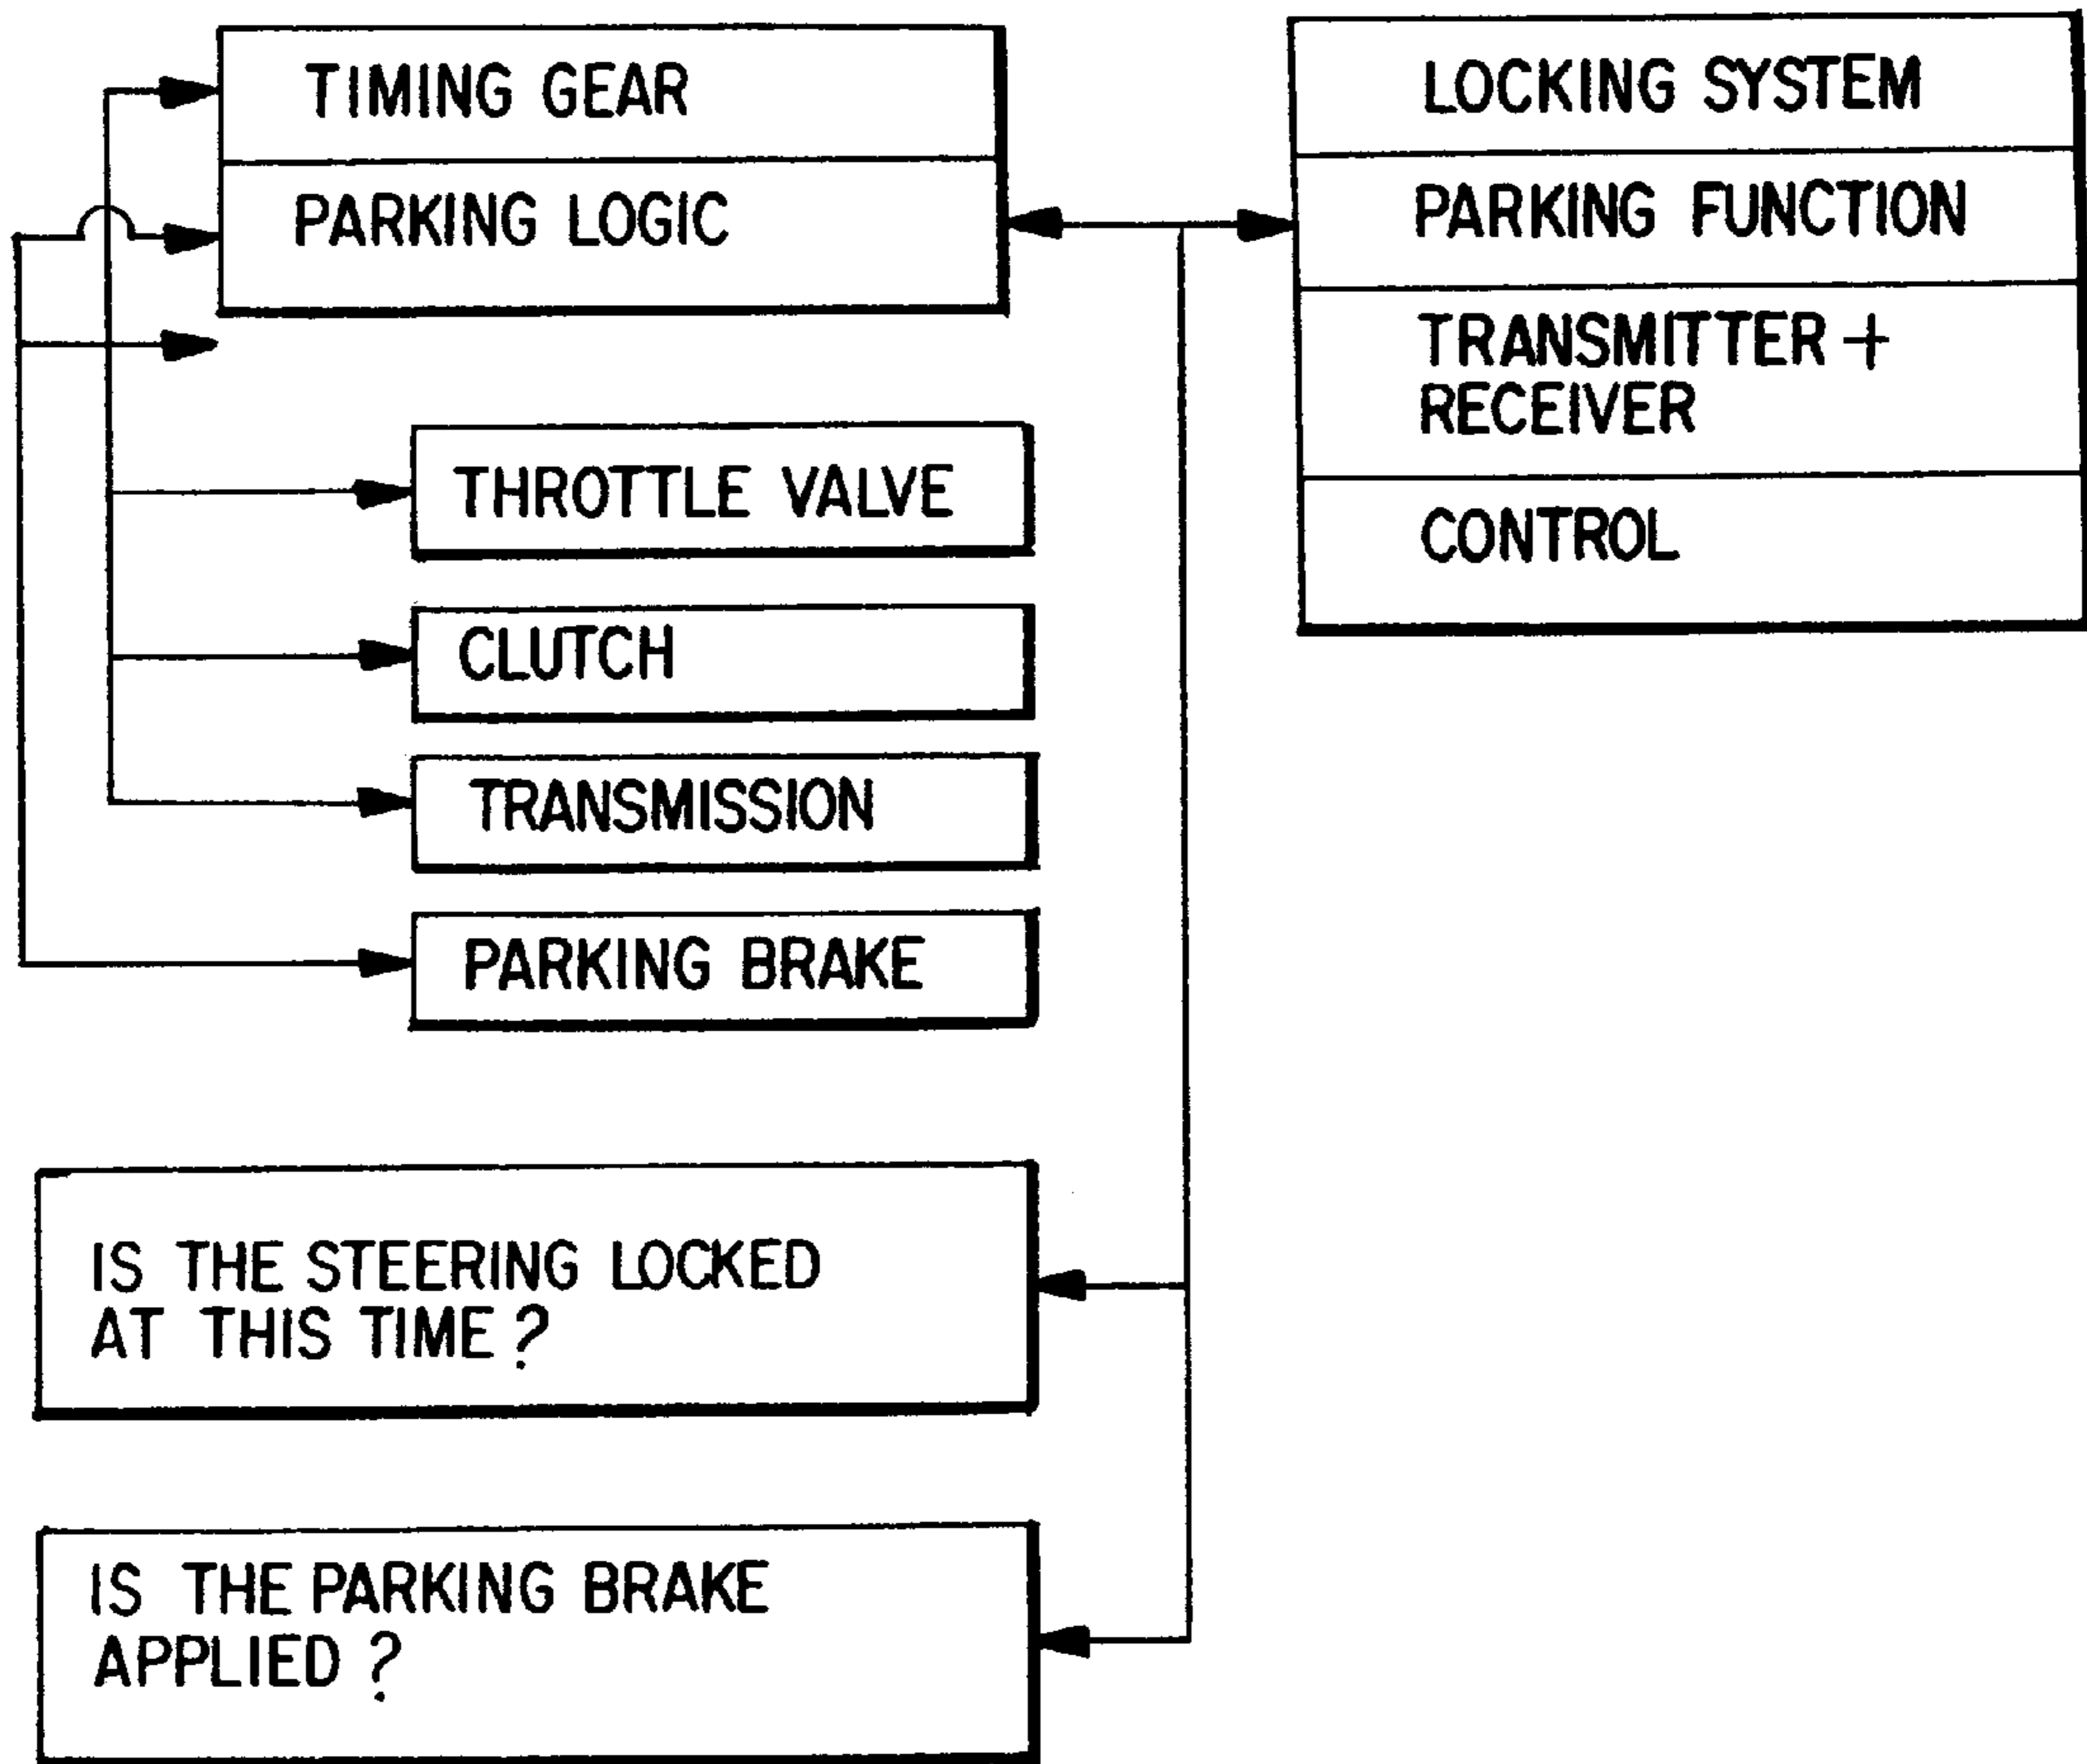 TIMING GEAR
PARKING LOGIC
LOCKING SYSTEM
PARKING FUNCTION
TRANSMITTER +
RECEIVER
CONTROL
THROTTLE VALVE
CLUTCH
TRANSMISSION
PARKING BRAKE
IS THE STEERING LOCKED
AT THIS TIME?
IS THE PARKING BRAKE
APPLIED?